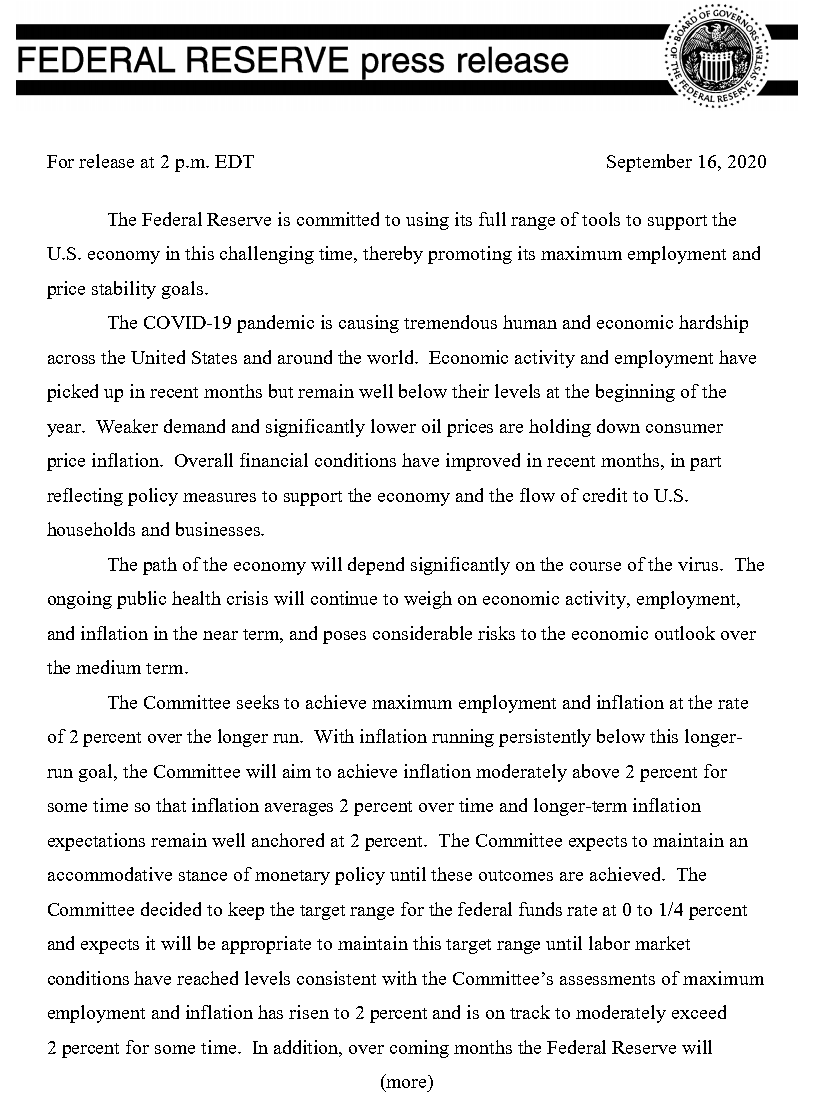 FEDERAL RESERVE press release
BOARD OF GOVERNORS
OF THE FEDERAL RESERVE SYSTEM
For release at 2 p.m. EDT September 16, 2020
The Federal Reserve is committed to using its full range of tools to support the
U.S. economy in this challenging time, thereby promoting its maximum employment and
price stability goals.
The COVID-19 pandemic is causing tremendous human and economic hardship
across the United States and around the world.  Economic activity and employment have
picked up in recent months but remain well below their levels at the beginning of the
year.  Weaker demand and significantly lower oil prices are holding down consumer
price inflation.  Overall financial conditions have improved in recent months, in part
reflecting policy measures to support the economy and the flow of credit to U.S.
households and businesses.
The path of the economy will depend significantly on the course of the virus.  The
ongoing public health crisis will continue to weigh on economic activity, employment,
and inflation in the near term, and poses considerable risks to the economic outlook over
the medium term.
The Committee seeks to achieve maximum employment and inflation at the rate
of 2 percent over the longer run.  With inflation running persistently below this longer-
run goal, the Committee will aim to achieve inflation moderately above 2 percent for
some time so that inflation averages 2 percent over time and longer-term inflation
expectations remain well anchored at 2 percent.  The Committee expects to maintain an
accommodative stance of monetary policy until these outcomes are achieved.  The
Committee decided to keep the target range for the federal funds rate at 0 to 1/4 percent
and expects it will be appropriate to maintain this target range until labor market
conditions have reached levels consistent with the Committee’s assessments of maximum
employment and inflation has risen to 2 percent and is on track to moderately exceed
2 percent for some time.  In addition, over coming months the Federal Reserve will
(more)